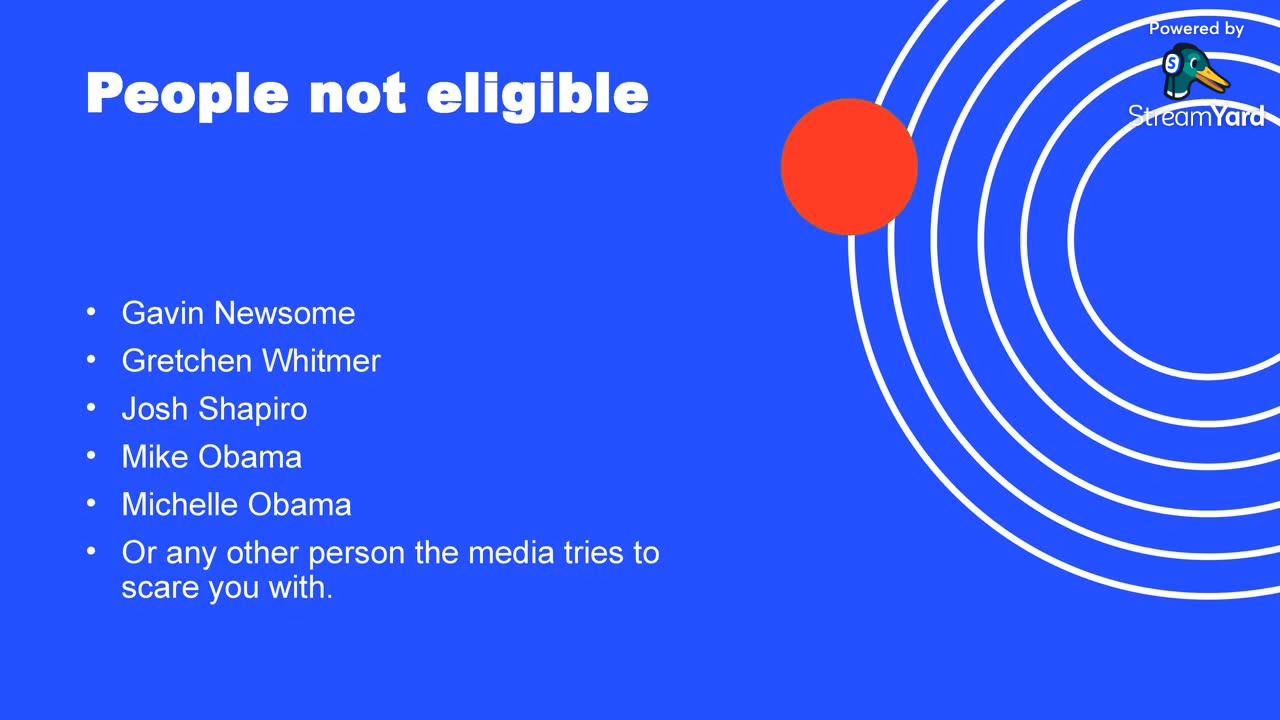 Powered by
StreamYard
People not eligible
• Gavin Newsome
• Gretchen Whitmer
• Josh Shapiro
• Mike Obama
• Michelle Obama
• Or any other person the media tries to
scare you with.